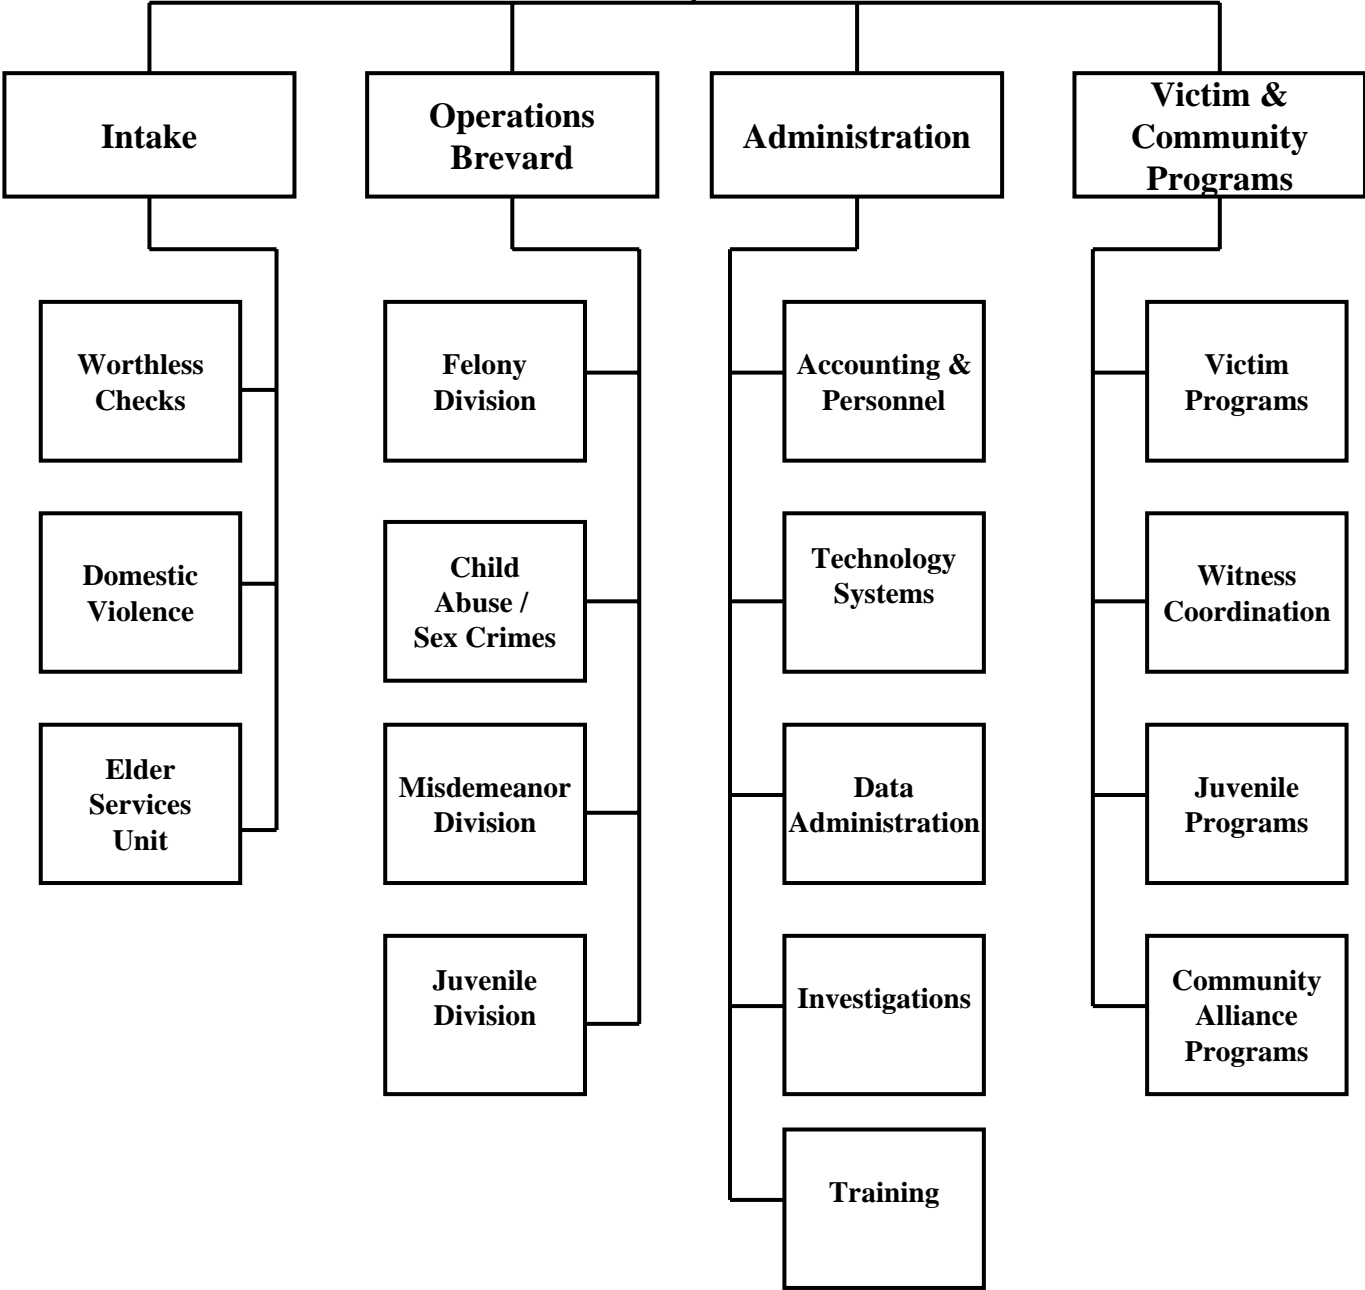 Intake
Operations
Brevard
Administration
Victim &
Community
Programs
Worthless
Checks
Domestic
Violence
Elder
Services
Unit
Felony
Division
Child
Abuse /
Sex Crimes
Misdemeanor
Division
Juvenile
Division
Accounting &
Personnel
Technology
Systems
Data
Administration
Investigations
Training
Victim
Programs
Witness
Coordination
Juvenile
Programs
Community
Alliance
Programs